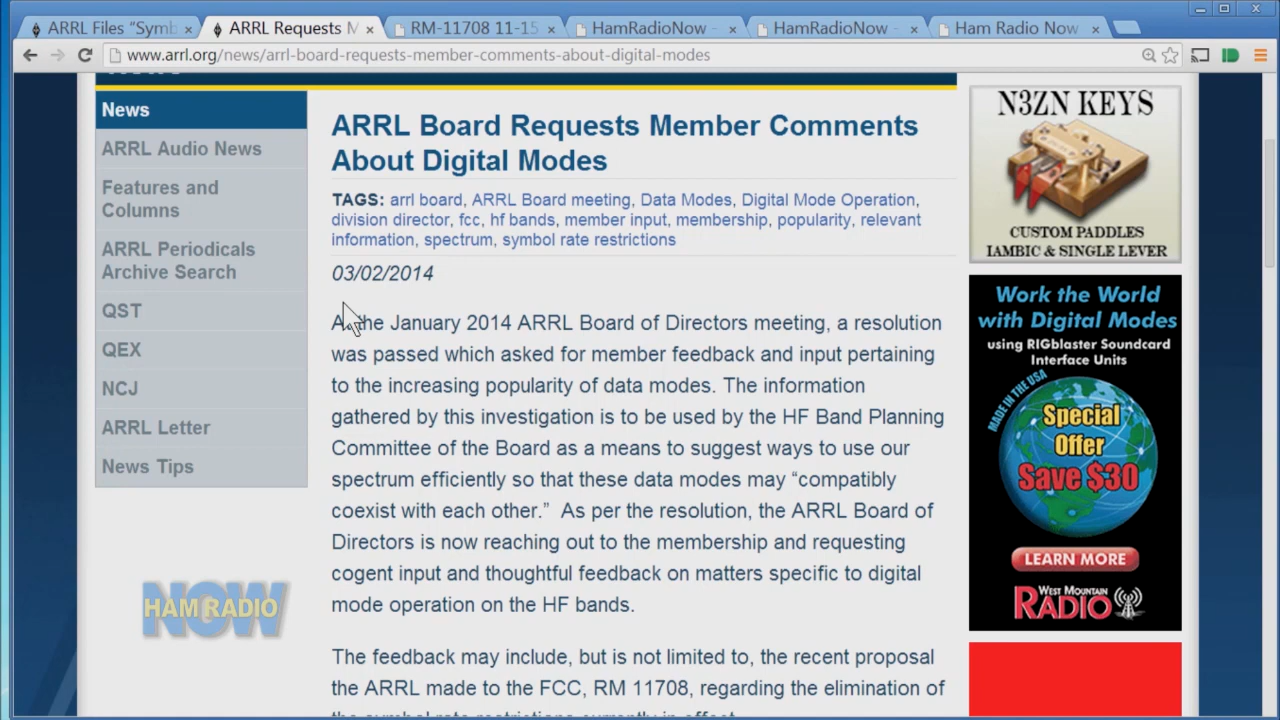 ARRL Files “Symb
ARRL Requests M
RM-11708 11-15
HamRadioNow -
HamRadioNow -
Ham Radio Now
www.arrl.org/news/arrl-board-requests-member-comments-about-digital-modes
News
ARRL Audio News
Features and
Columns
ARRL Periodicals
Archive Search
QST
QEX
NCJ
ARRL Letter
News Tips
HAM RADIO
NOW
ARRL Board Requests Member Comments
About Digital Modes
TAGS: arrl board, ARRL Board meeting, Data Modes, Digital Mode Operation,
division director, fcc, hf bands, member input, membership, popularity, relevant
information, spectrum, symbol rate restrictions
03/02/2014
At the January 2014 ARRL Board of Directors meeting, a resolution
was passed which asked for member feedback and input pertaining
to the increasing popularity of data modes. The information
gathered by this investigation is to be used by the HF Band Planning
Committee of the Board as a means to suggest ways to use our
spectrum efficiently so that these data modes may “compatibly
coexist with each other.” As per the resolution, the ARRL Board of
Directors is now reaching out to the membership and requesting
cogent input and thoughtful feedback on matters specific to digital
mode operation on the HF bands.
The feedback may include, but is not limited to, the recent proposal
the ARRL made to the FCC, RM 11708, regarding the elimination of
the symbol rate restrictions currently in effect.
N3ZN KEYS
CUSTOM PADDLES
IAMBIC & SINGLE LEVER
Work the World
with Digital Modes
using RIGblaster Soundcard
Interface Units
MADE IN THE USA
Special
Offer
Save $30
LEARN MORE
WEST MOUNTAIN
RADIO